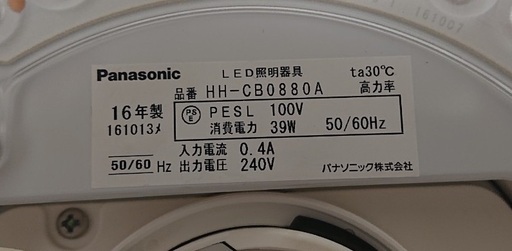 161007
Panasonic
LED照明器具
ta30℃
品番 HH-CB0880A
高力率
16年製
161013メ
PS
E
PESL 100V
消費電力 39W 50/60Hz
入力電流 0.4A
50/60 Hz 出力電圧 240V
パナソニック株式会社